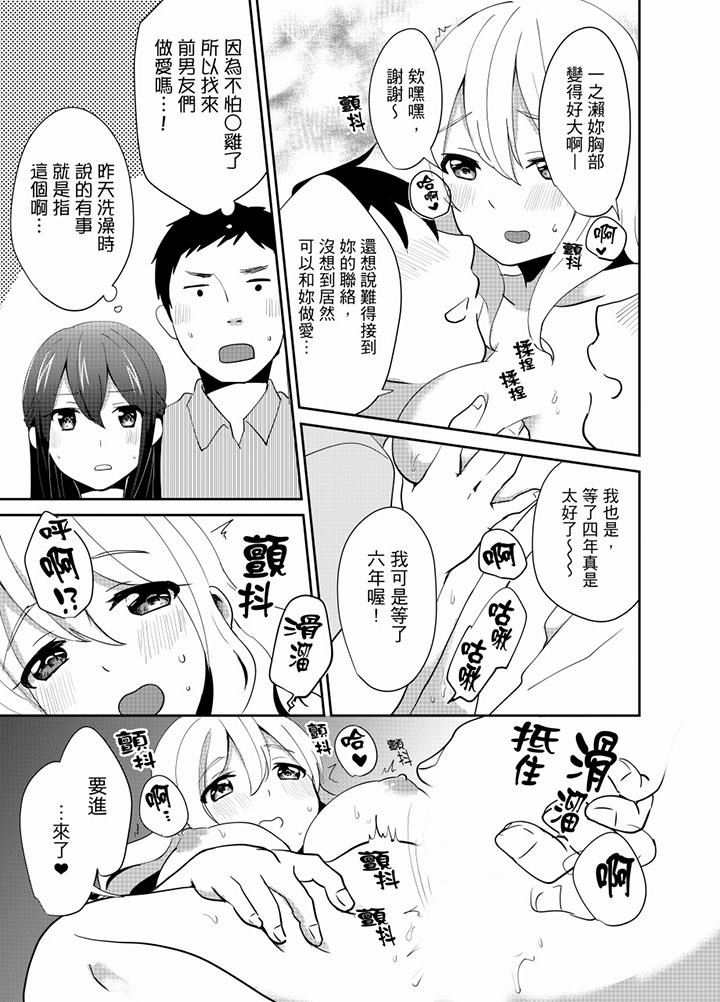 一之瀨妳胸部
變得好大啊—
欸嘿嘿，
謝謝～
顫抖
哈啊♥
啊♥
顫抖
揉捏
揉捏
還想說難得接到
妳的聯絡，
沒想到居然
可以和妳做愛…
因為不怕○雞了
所以找來
前男友們
做愛嗎…！
昨天洗澡時
說的有事
就是指
這個啊…
我也是，
等了四年真是
太好了～～～
啊♥
咕啾
咕啾
我可是等了
六年喔！
顫抖
滑溜
呼啊!?
滑溜
抵住
啊♥
顫抖
哈♥
顫抖
啊…
顫抖
顫抖
要進
…來了♥